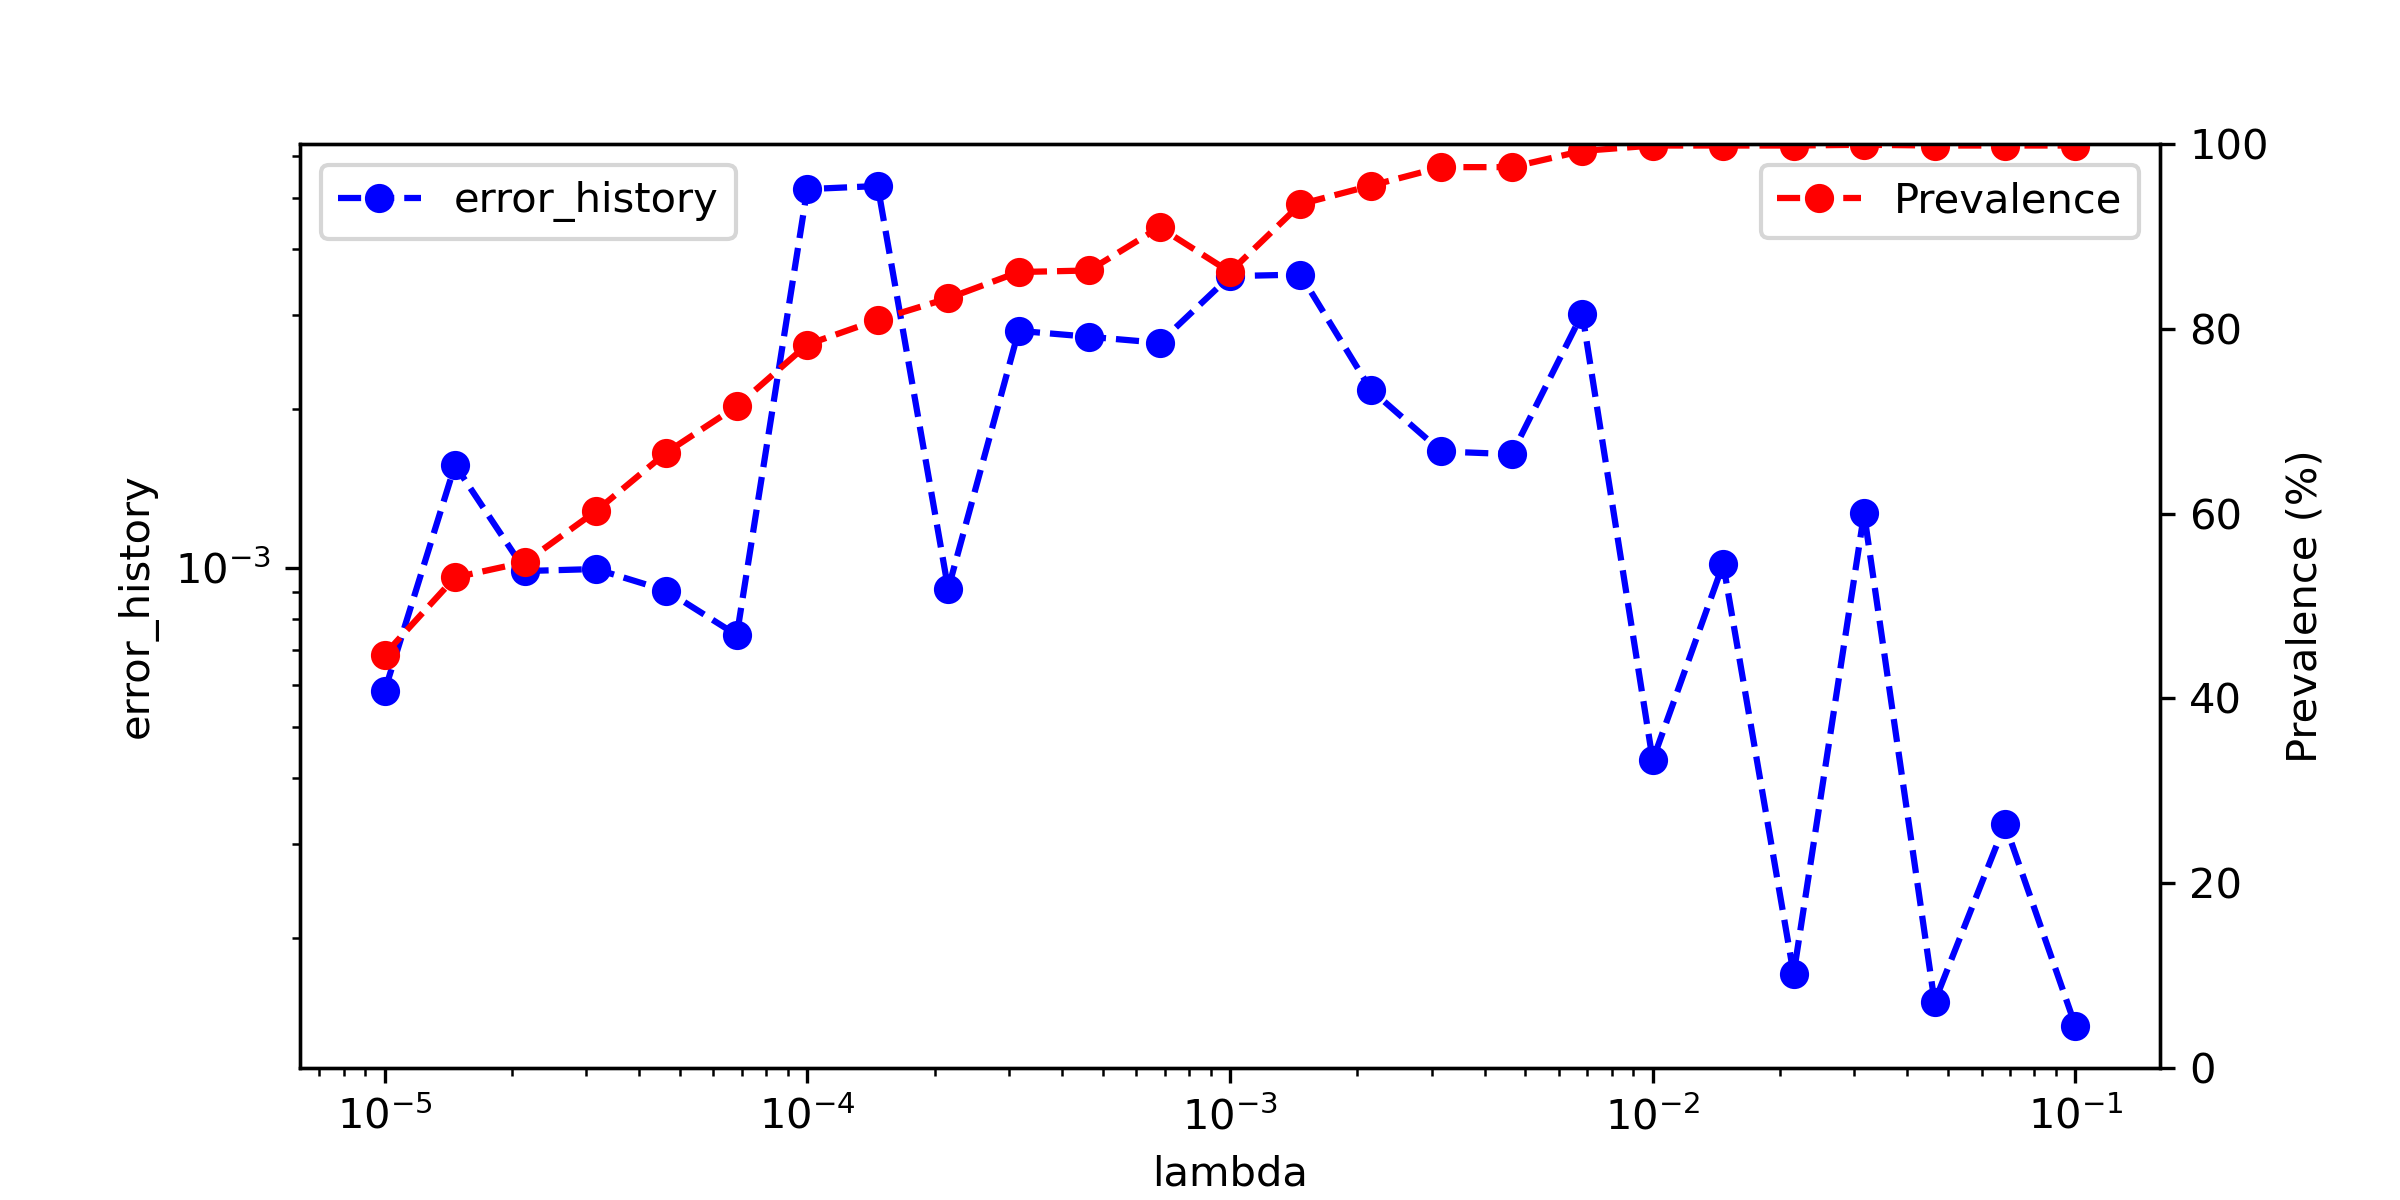 error_history
Prevalence
error_history
10⁻³
100
80
60
40
20
0
Prevalence (%)
10⁻⁵ 10⁻⁴ 10⁻³ 10⁻² 10⁻¹
lambda